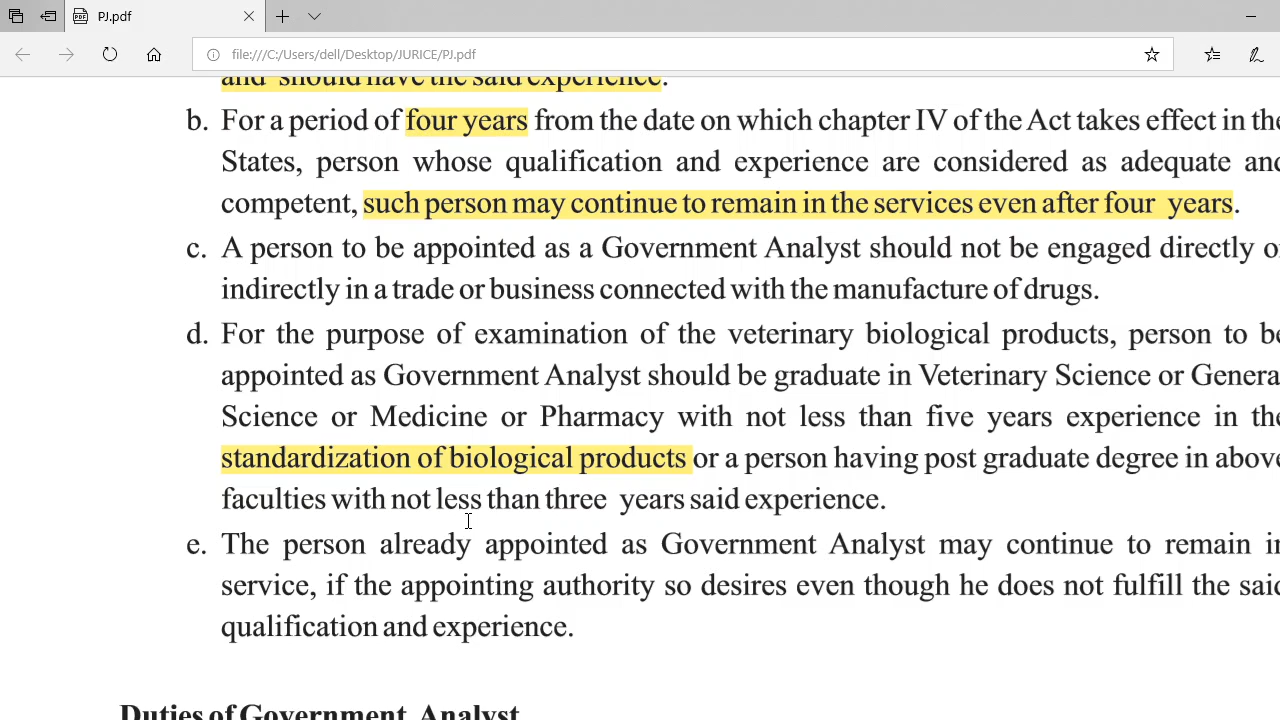 PJ.pdf
file:///C:/Users/dell/Desktop/JURICE/PJ.pdf
and should have the said experience.
b. For a period of four years from the date on which chapter IV of the Act takes effect in the
States, person whose qualification and experience are considered as adequate and
competent, such person may continue to remain in the services even after four years.
c. A person to be appointed as a Government Analyst should not be engaged directly o
indirectly in a trade or business connected with the manufacture of drugs.
d. For the purpose of examination of the veterinary biological products, person to be
appointed as Government Analyst should be graduate in Veterinary Science or Genera
Science or Medicine or Pharmacy with not less than five years experience in the
standardization of biological products or a person having post graduate degree in above
faculties with not less than three years said experience.
e. The person already appointed as Government Analyst may continue to remain in
service, if the appointing authority so desires even though he does not fulfill the said
qualification and experience.
Duties of Government Analyst